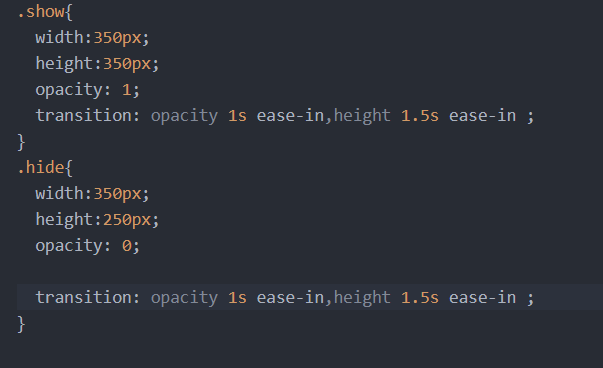 .show{
width:350px;
height:350px;
opacity: 1;
transition: opacity 1s ease-in,height 1.5s ease-in ;
}
.hide{
width:350px;
height:250px;
opacity: 0;
transition: opacity 1s ease-in,height 1.5s ease-in ;
}